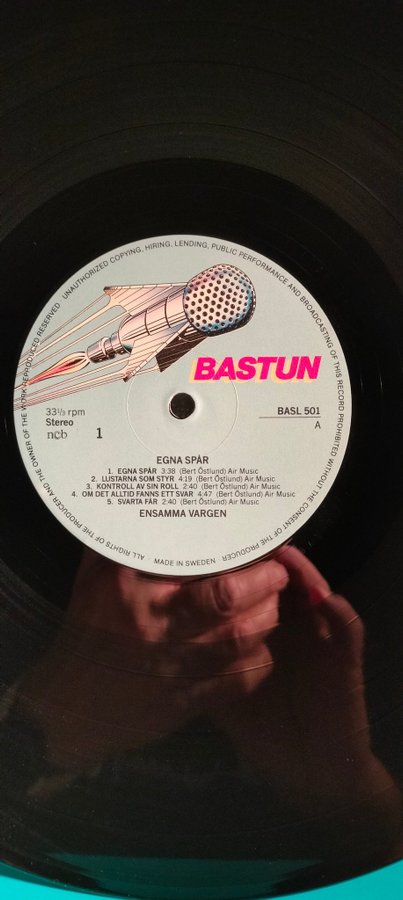 ALL RIGHTS OF THE PRODUCER AND THE OWNER OF THE WORK REPRODUCED RESERVED · UNAUTHORIZED COPYING, HIRING, LENDING, PUBLIC PERFORMANCE AND BROADCASTING OF THIS RECORD PROHIBITED WITHOUT THE CONSENT OF THE PRODUCER · MADE IN SWEDEN ·
BASTUN
33⅓ rpm
Stereo
ncb 1
BASL 501
A
EGNA SPÅR
1. EGNA SPÅR 3:38 (Bert Östlund) Air Music
2. LUSTARNA SOM STYR 4:19 (Bert Östlund) Air Music
3. KONTROLL AV SIN ROLL 2:40 (Bert Östlund) Air Music
4. OM DET ALLTID FANNS ETT SVAR 4:47 (Bert Östlund) Air Music
5. SVARTA FÅR 2:40 (Bert Östlund) Air Music
ENSAMMA VARGEN